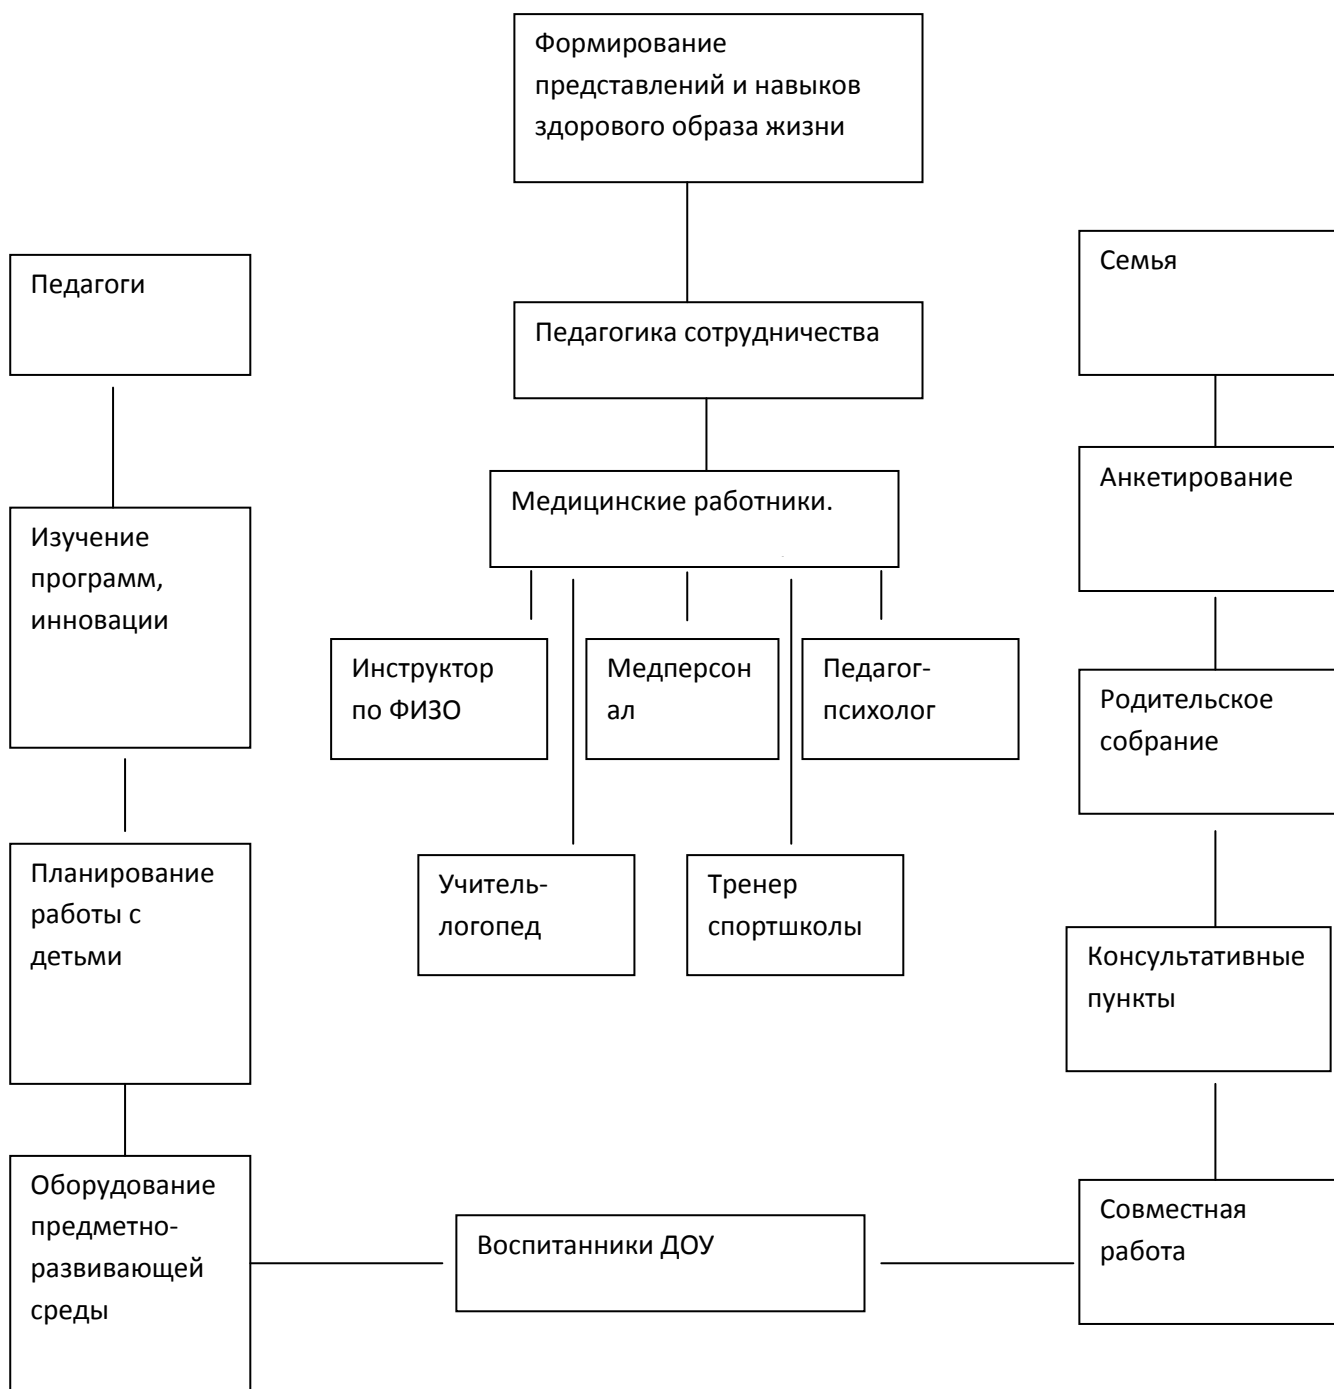 Формирование
представлений и навыков
здорового образа жизни
Педагоги
Семья
Педагогика сотрудничества
Анкетирование
Медицинские работники.
Изучение
программ,
инновации
Инструктор
по ФИЗО
Медперсон
ал
Педагог-
психолог
Родительское
собрание
Планирование
работы с
детьми
Учитель-
логопед
Тренер
спортшколы
Консультативные
пункты
Оборудование
предметно-
развивающей
среды
Воспитанники ДОУ
Совместная
работа